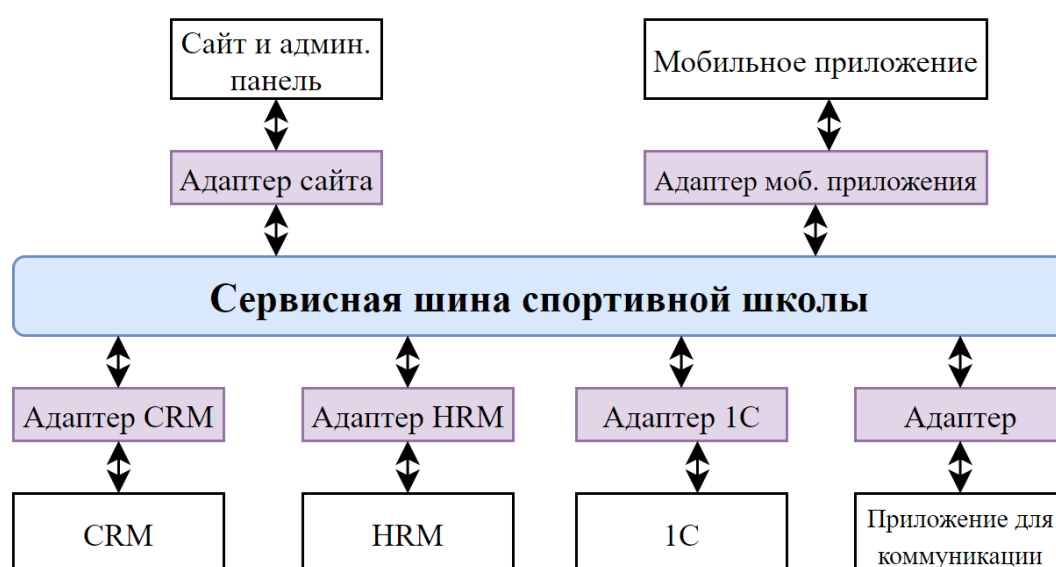 Сайт и админ.
панель
Мобильное приложение
Адаптер сайта
Адаптер моб. приложения
Сервисная шина спортивной школы
Адаптер CRM
Адаптер HRM
Адаптер 1С
Адаптер
CRM
HRM
1С
Приложение для
коммуникации